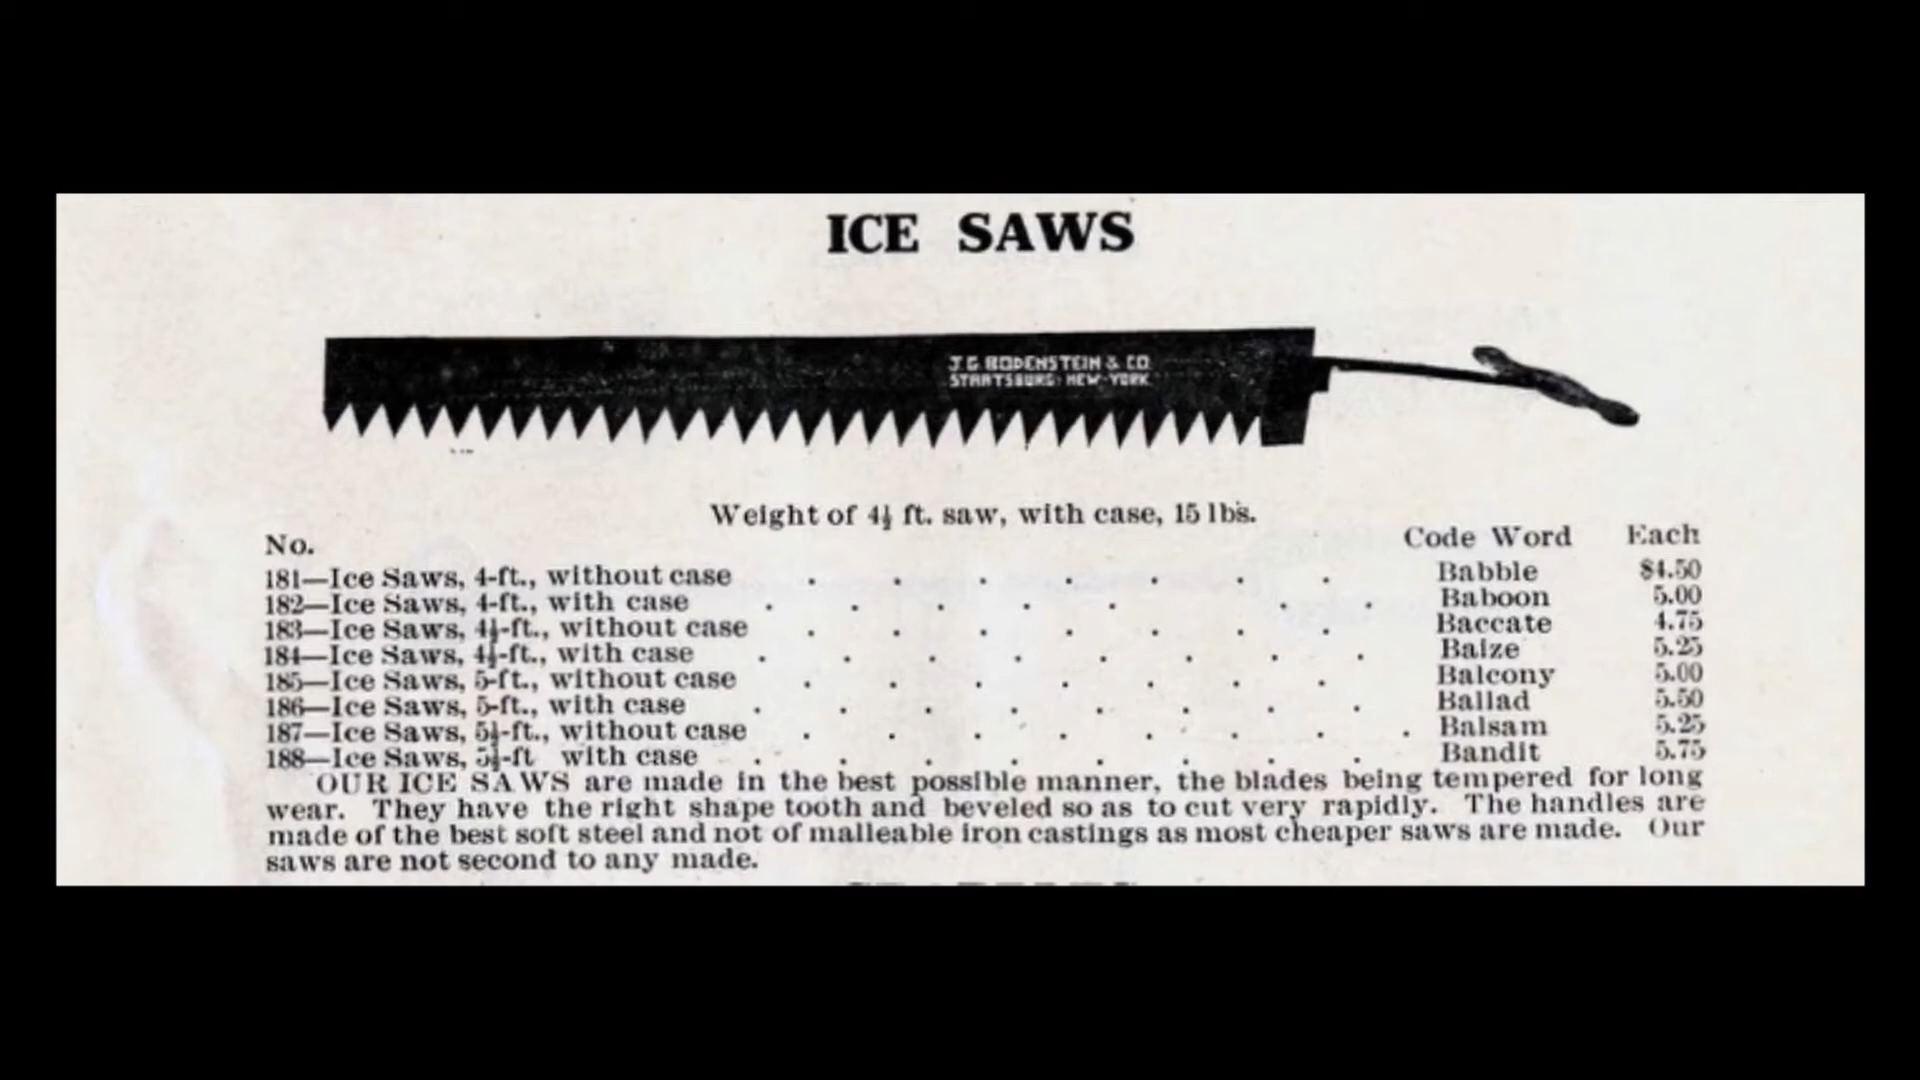 ICE SAWS
J.G. RODENSTEIN & CO.
STAATSBURG · NEW-YORK
Weight of 4½ ft. saw, with case, 15 lbs.
No. Code Word Each
181—Ice Saws, 4-ft., without case . . . . . . . Babble $4.50
182—Ice Saws, 4-ft., with case . . . . . . . Baboon 5.00
183—Ice Saws, 4½-ft., without case . . . . . . . Baccate 4.75
184—Ice Saws, 4½-ft., with case . . . . . . . . Baize 5.25
185—Ice Saws, 5-ft., without case . . . . . . . Balcony 5.00
186—Ice Saws, 5-ft., with case . . . . . . . . Ballad 5.50
187—Ice Saws, 5½-ft., without case . . . . . . . . Balsam 5.25
188—Ice Saws, 5½-ft with case . . . . . . . . Bandit 5.75
OUR ICE SAWS are made in the best possible manner, the blades being tempered for long
wear. They have the right shape tooth and beveled so as to cut very rapidly. The handles are
made of the best soft steel and not of malleable iron castings as most cheaper saws are made. Our
saws are not second to any made.